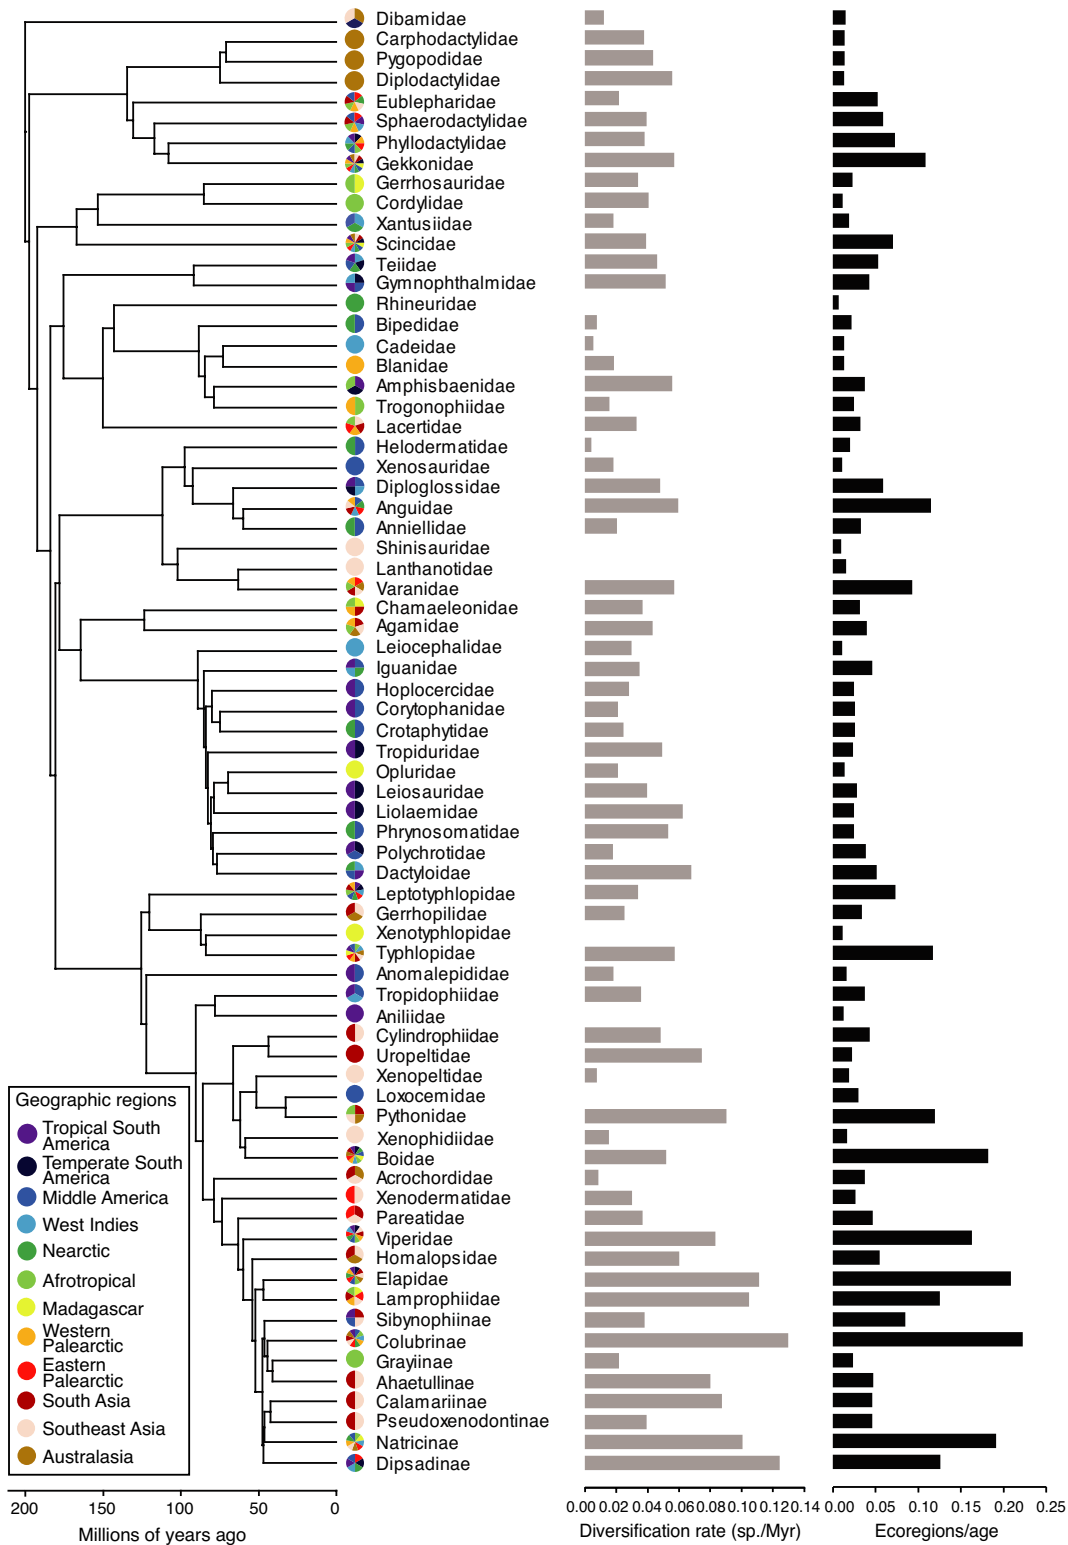 Dibamidae
Carphodactylidae
Pygopodidae
Diplodactylidae
Eublepharidae
Sphaerodactylidae
Phyllodactylidae
Gekkonidae
Gerrhosauridae
Cordylidae
Xantusiidae
Scincidae
Teiidae
Gymnophthalmidae
Rhineuridae
Bipedidae
Cadeidae
Blanidae
Amphisbaenidae
Trogonophiidae
Lacertidae
Helodermatidae
Xenosauridae
Diploglossidae
Anguidae
Anniellidae
Shinisauridae
Lanthanotidae
Varanidae
Chamaeleonidae
Agamidae
Leiocephalidae
Iguanidae
Hoplocercidae
Corytophanidae
Crotaphytidae
Tropiduridae
Opluridae
Leiosauridae
Liolaemidae
Phrynosomatidae
Polychrotidae
Dactyloidae
Leptotyphlopidae
Gerrhopilidae
Xenotyphlopidae
Typhlopidae
Anomalepididae
Tropidophiidae
Aniliidae
Cylindrophiidae
Uropeltidae
Xenopeltidae
Loxocemidae
Pythonidae
Xenophidiidae
Boidae
Acrochordidae
Xenodermatidae
Pareatidae
Viperidae
Homalopsidae
Elapidae
Lamprophiidae
Sibynophiinae
Colubrinae
Grayiinae
Ahaetullinae
Calamariinae
Pseudoxenodontinae
Natricinae
Dipsadinae
Geographic regions
Tropical South
America
Temperate South
America
Middle America
West Indies
Nearctic
Afrotropical
Madagascar
Western
Palearctic
Eastern
Palearctic
South Asia
Southeast Asia
Australasia
200 150 100 50 0
Millions of years ago
0.00 0.02 0.04 0.06 0.08 0.10 0.12 0.14
Diversification rate (sp./Myr)
0.00 0.05 0.10 0.15 0.20 0.25
Ecoregions/age